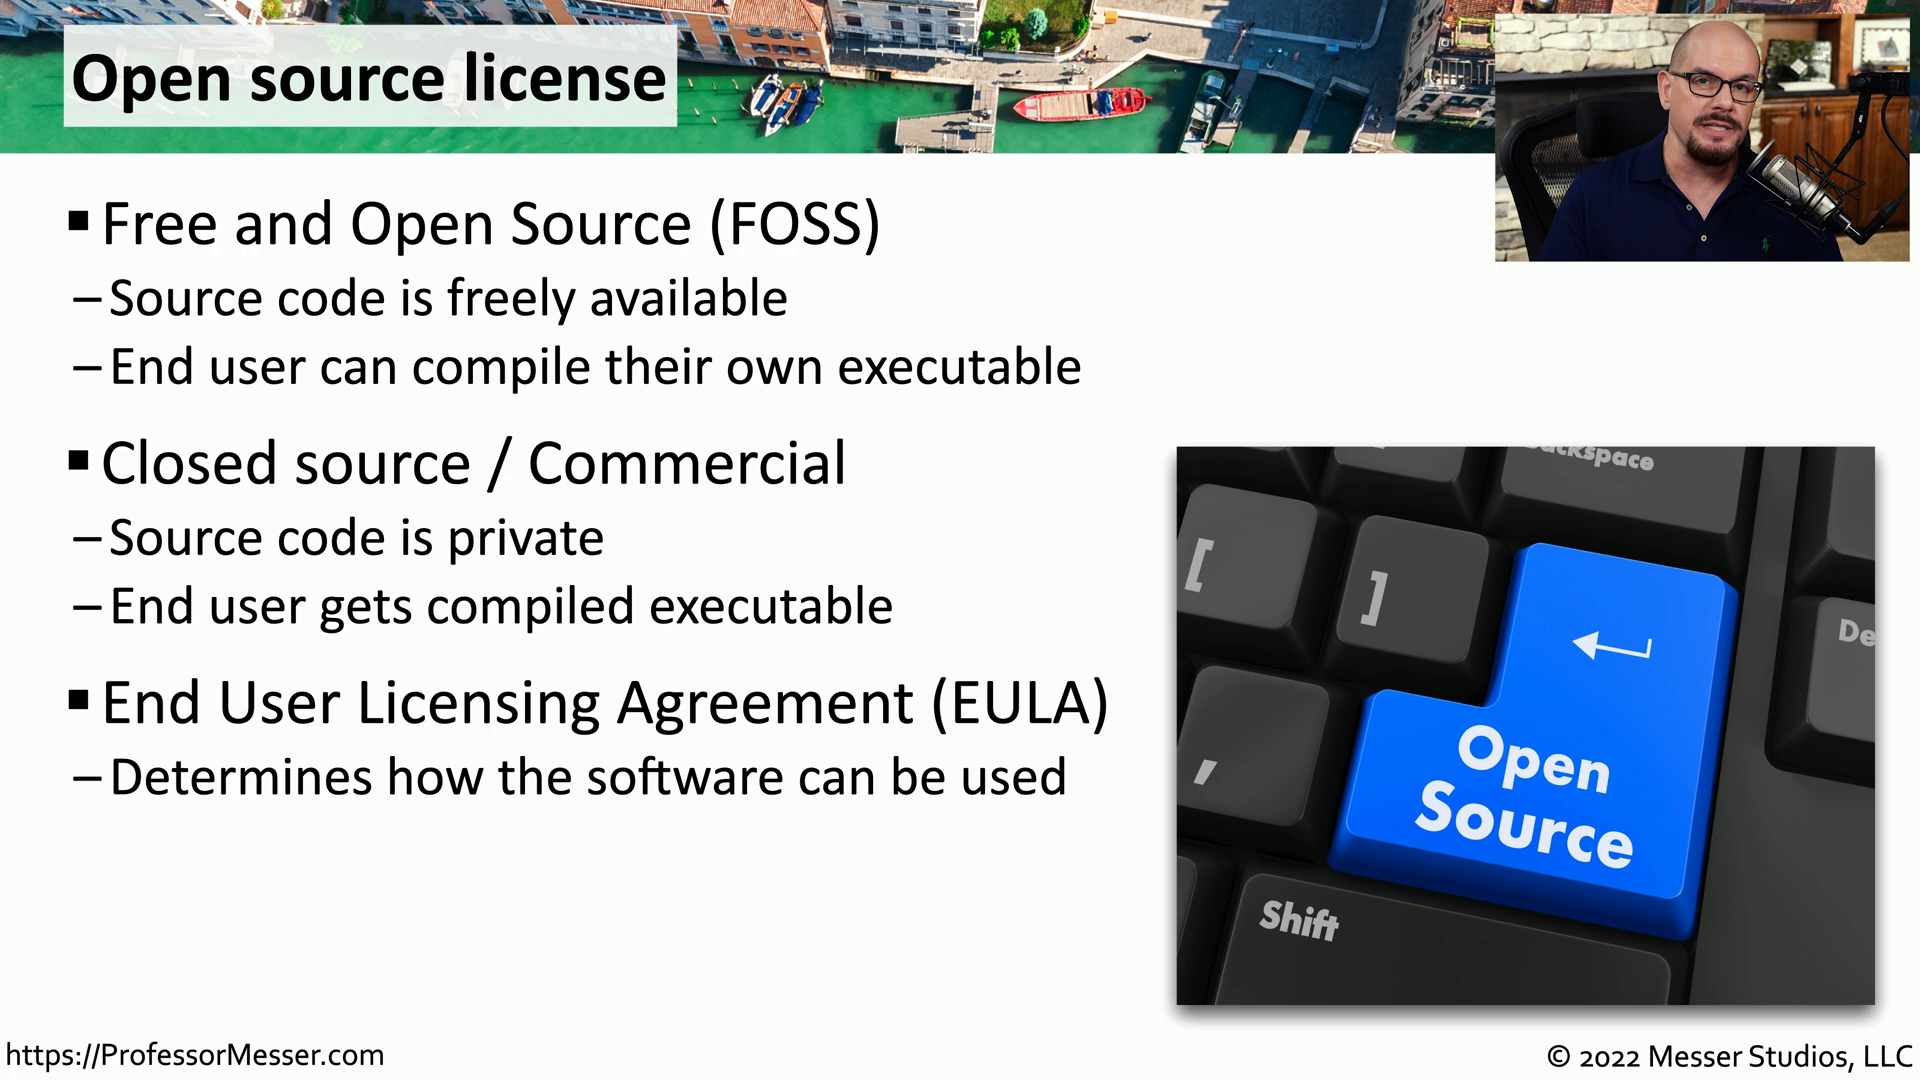 Open source license
▪ Free and Open Source (FOSS)
– Source code is freely available
– End user can compile their own executable
▪ Closed source / Commercial
– Source code is private
– End user gets compiled executable
▪ End User Licensing Agreement (EULA)
– Determines how the software can be used
Backspace
[
]
De
,
Open
Source
Shift
https://ProfessorMesser.com
© 2022 Messer Studios, LLC